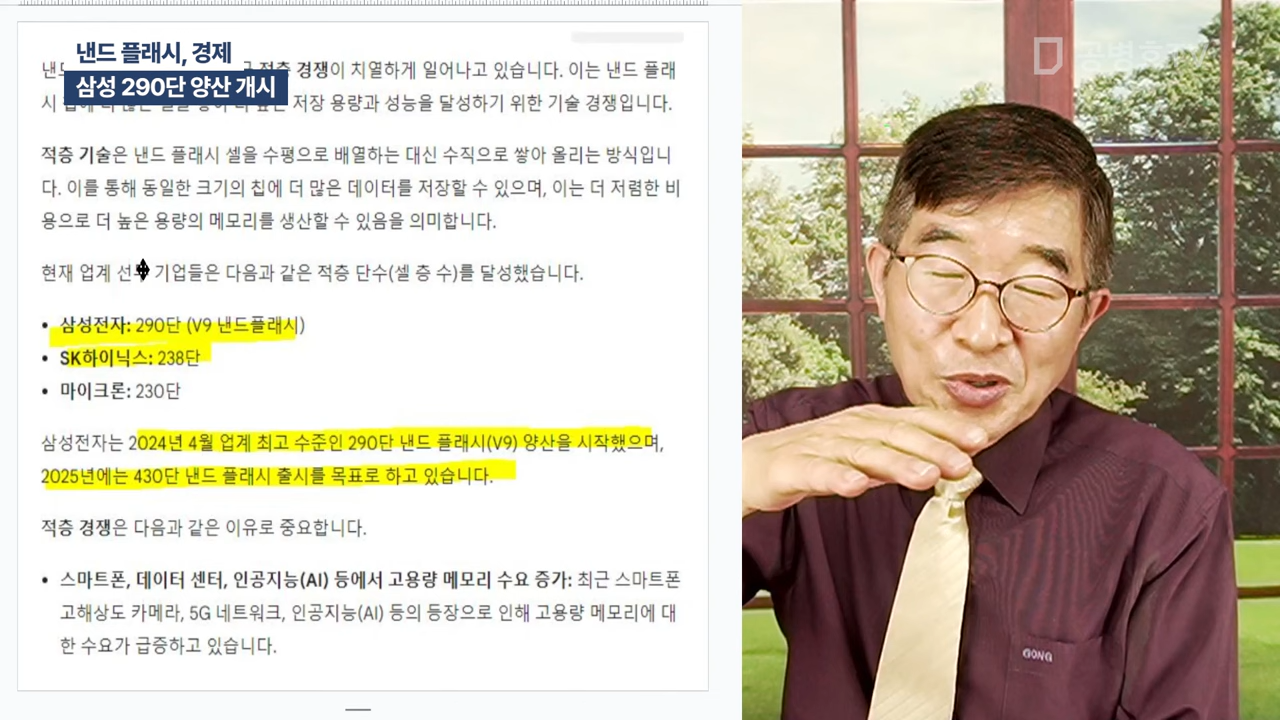 낸드 플래시, 경제
삼성 290단 양산 개시
적층 경쟁이 치열하게 일어나고 있습니다. 이는 낸드 플래
시 저장 용량과 성능을 달성하기 위한 기술 경쟁입니다.
적층 기술은 낸드 플래시 셀을 수평으로 배열하는 대신 수직으로 쌓아 올리는 방식입니
다. 이를 통해 동일한 크기의 칩에 더 많은 데이터를 저장할 수 있으며, 이는 더 저렴한 비
용으로 더 높은 용량의 메모리를 생산할 수 있음을 의미합니다.
현재 업계 선 기업들은 다음과 같은 적층 단수(셀 층 수)를 달성했습니다.
• 삼성전자: 290단 (V9 낸드플래시)
• SK하이닉스: 238단
• 마이크론: 230단
삼성전자는 2024년 4월 업계 최고 수준인 290단 낸드 플래시(V9) 양산을 시작했으며,
2025년에는 430단 낸드 플래시 출시를 목표로 하고 있습니다.
적층 경쟁은 다음과 같은 이유로 중요합니다.
• 스마트폰, 데이터 센터, 인공지능(AI) 등에서 고용량 메모리 수요 증가: 최근 스마트폰
고해상도 카메라, 5G 네트워크, 인공지능(AI) 등의 등장으로 인해 고용량 메모리에 대
한 수요가 급증하고 있습니다.
공병호
GONG